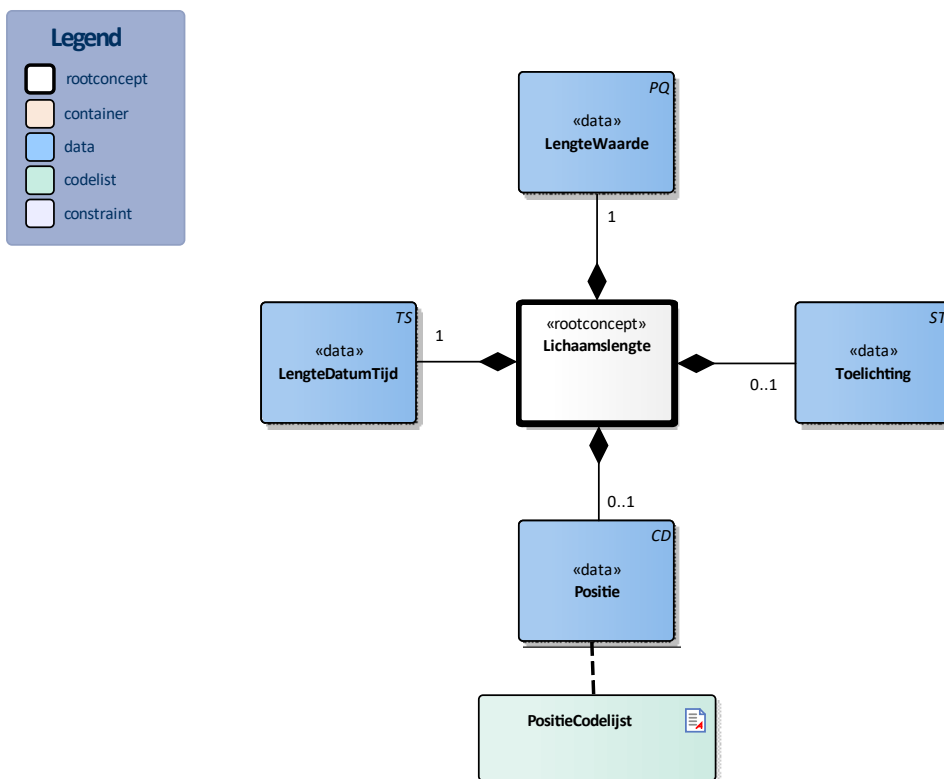 Legend
rootconcept
container
data
codelist
constraint
PQ
«data»
LengteWaarde
1
TS
«data»
LengteDatumTijd
1
«rootconcept»
Lichaamslengte
ST
«data»
Toelichting
0..1
0..1
CD
«data»
Positie
PositieCodelijst